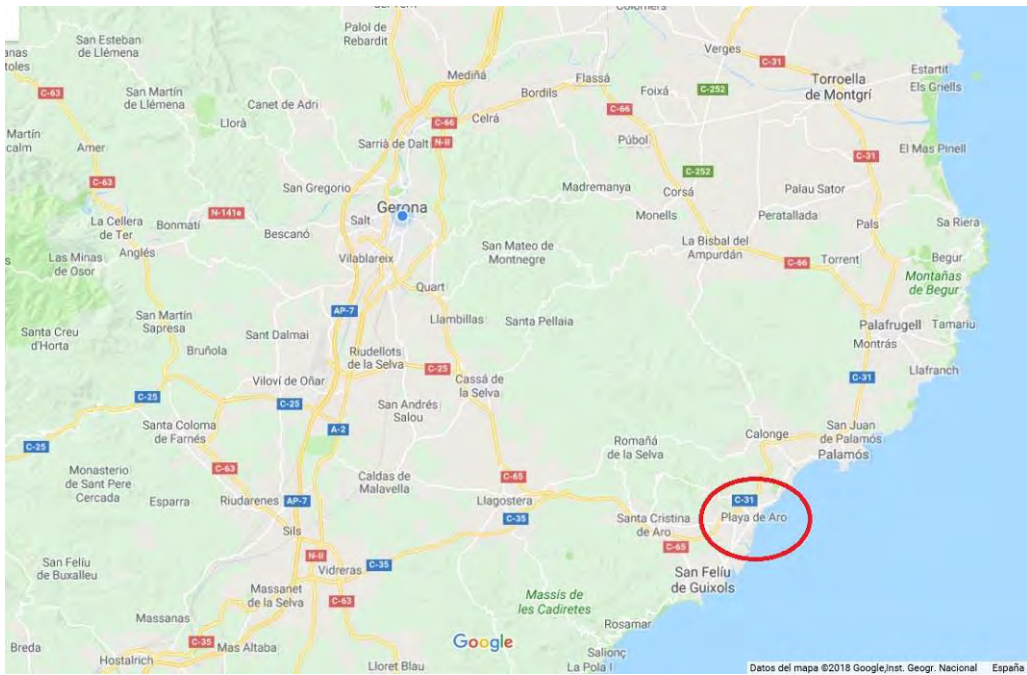 Colomers
Palol de
Rebardit
San Esteban
de Llémena
Verges
C-31
Estartit
Mediñá
Flassá
Torroella
de Montgrí
Els Griells
C-63
San Martín
de Llémena
Canet de Adri
Bordils
Foixá
C-252
Llorà
C-66
Celrá
C-66
Martín
calm
Amer
Sarrià de Dalt
N-II
Púbol
C-31
El Mas Pinell
C-63
C-252
San Gregorio
Madremanya
Corsá
Palau Sator
La Cellera
de Ter
Bonmatí
N-141e
Salt
Gerona
Monells
Peratallada
Pals
Sa Riera
Bescanó
Las Minas
de Osor
Anglés
Vilablareix
San Mateo de
Montnegre
La Bisbal del
Ampurdán
C-66
Torrent
Begur
Montañas
de Begur
Quart
AP-7
San Martín
Sapresa
Santa Creu
d'Horta
Sant Dalmai
Llambillas
Santa Pellaia
Palafrugell
Tamariu
Bruñola
Riudellots
de la Selva
C-25
Montrás
Viloví de Oñar
Cassá de
la Selva
C-31
Llafranch
C-25
C-25
San Andrés
Salou
Santa Coloma
de Farnés
A-2
San Juan
de Palamós
C-25
Romañá
de la Selva
Calonge
Palamós
Monasterio
de Sant Pere
Cercada
C-63
Caldas de
Malavella
C-65
Esparra
Riudarenes
AP-7
Llagostera
C-31
C-35
Santa Cristina
de Aro
Playa de Aro
Sils
C-65
N-II
San Felíu
de Buxalleu
Vidreras
C-35
San Felíu
de Guixols
Massanet
de la Selva
C-63
Massís de
les Cadiretes
Massanas
Rosamar
Breda
C-35
Mas Altaba
Google
Salionç
Hostalrich
Lloret Blau
La Pola I
Datos del mapa ©2018 Google,Inst. Geogr. Nacional España